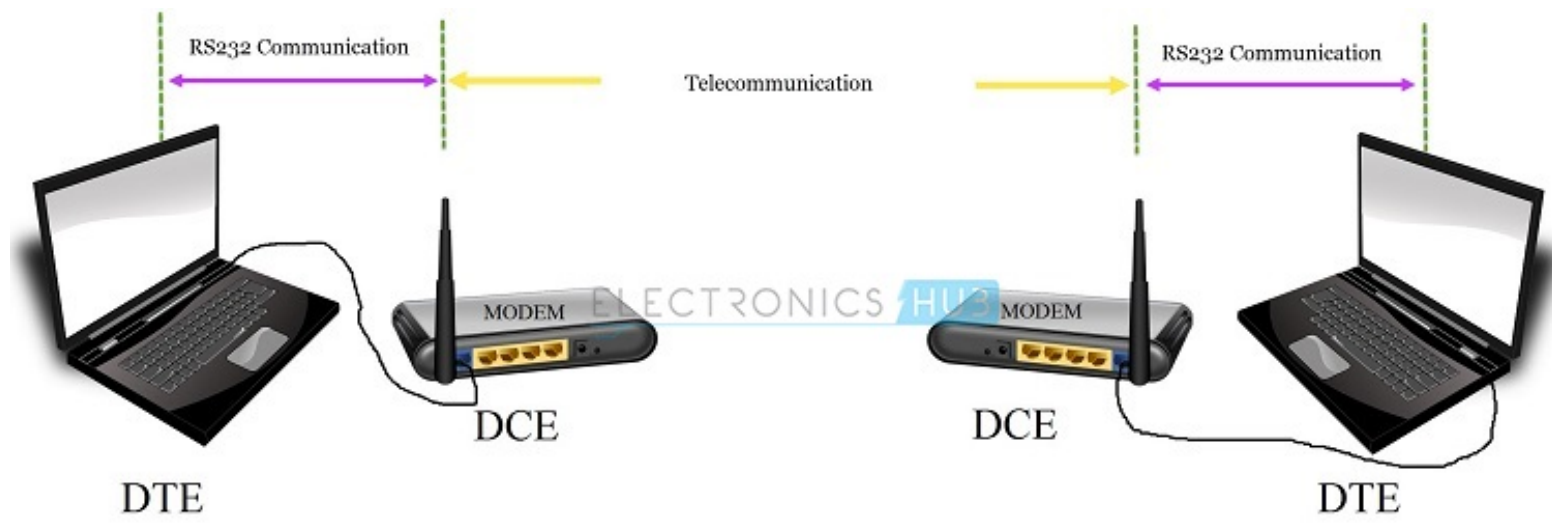 RS232 Communication
Telecommunication
RS232 Communication
MODEM
ELECTRONICS HUB
MODEM
DCE
DCE
DTE
DTE